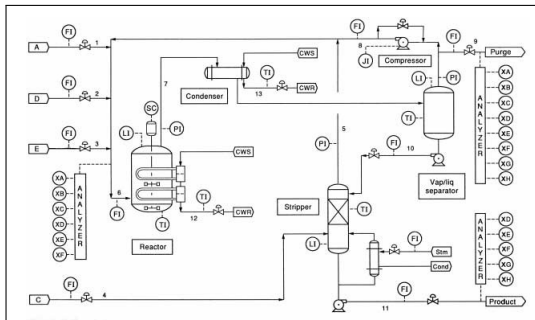 FI
1
A
FI
2
D
FI
3
E
XA
XB
XC
XD
XE
XF
ANALYZER
6
FI
7
SC
LI
PI
TI
Reactor
CWS
TI
12
CWR
Condenser
CWS
TI
13
CWR
FI
8
JI
Compressor
FI
9
Purge
LI
PI
TI
Vap/liq
separator
FI
10
5
PI
Stripper
TI
LI
FI
Stm
Cond
ANALYZER
XA
XB
XC
XD
XE
XF
XG
XH
ANALYZER
XD
XE
XF
XG
XH
FI
4
C
FI
11
Product